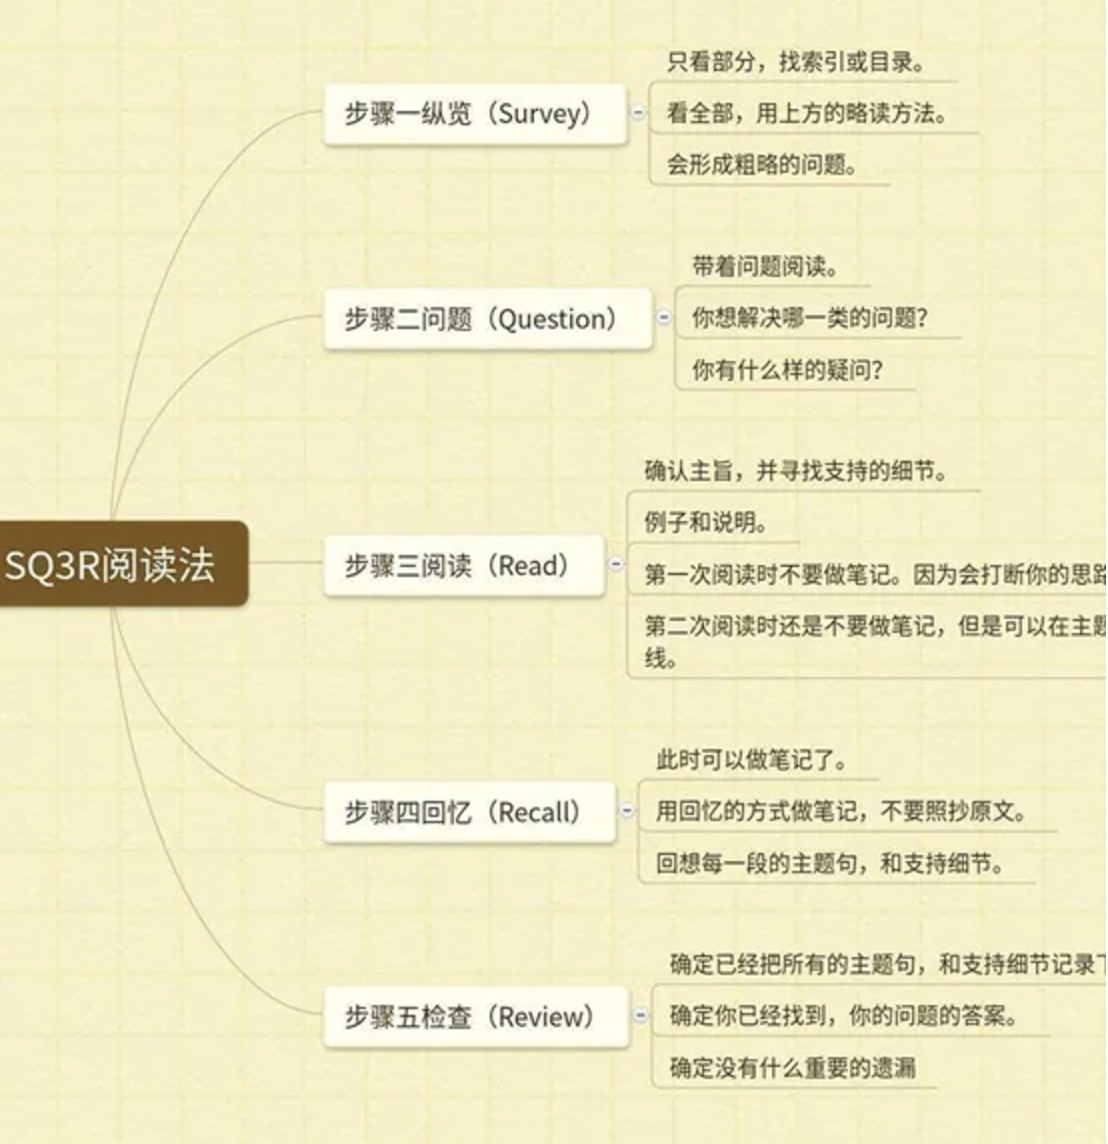 SQ3R阅读法
步骤一纵览（Survey）
只看部分，找索引或目录。
看全部，用上方的略读方法。
会形成粗略的问题。
步骤二问题（Question）
带着问题阅读。
你想解决哪一类的问题？
你有什么样的疑问？
步骤三阅读（Read）
确认主旨，并寻找支持的细节。
例子和说明。
第一次阅读时不要做笔记。因为会打断你的思路
第二次阅读时还是不要做笔记，但是可以在主题
线。
步骤四回忆（Recall）
此时可以做笔记了。
用回忆的方式做笔记，不要照抄原文。
回想每一段的主题句，和支持细节。
步骤五检查（Review）
确定已经把所有的主题句，和支持细节记录下
确定你已经找到，你的问题的答案。
确定没有什么重要的遗漏